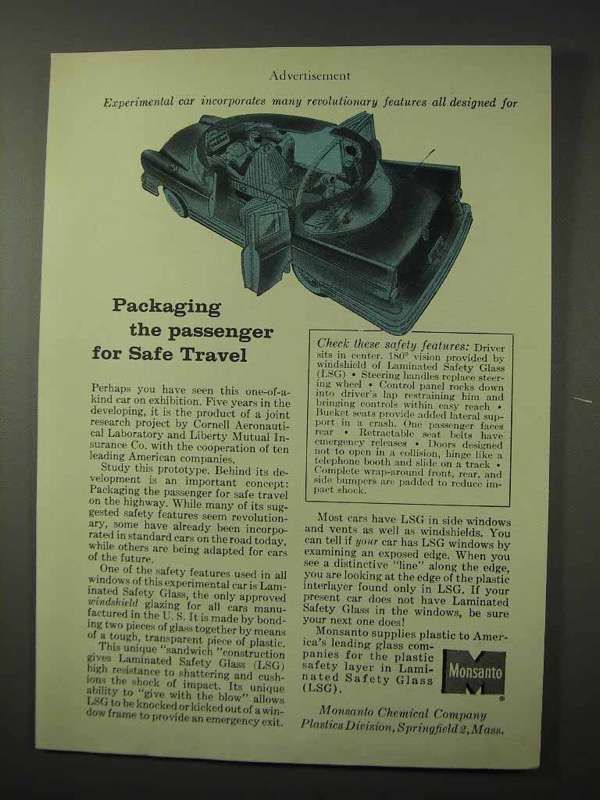 Advertisement
Experimental car incorporates many revolutionary features all designed for
Packaging
the passenger
for Safe Travel
Perhaps you have seen this one-of-a-
kind car on exhibition. Five years in the
developing, it is the product of a joint
research project by Cornell Aeronauti-
cal Laboratory and Liberty Mutual In-
surance Co. with the cooperation of ten
leading American companies.
Study this prototype. Behind its de-
velopment is an important concept:
Packaging the passenger for safe travel
on the highway. While many of its sug-
gested safety features seem revolution-
ary, some have already been incorpo-
rated in standard cars on the road today,
while others are being adapted for cars
of the future.
One of the safety features used in all
windows of this experimental car is Lam-
inated Safety Glass, the only approved
windshield glazing for all cars manu-
factured in the U. S. It is made by bond-
ing two pieces of glass together by means
of a tough, transparent piece of plastic.
This unique "sandwich" construction
gives Laminated Safety Glass (LSG)
high resistance to shattering and cush-
ions the shock of impact. Its unique
ability to "give with the blow" allows
LSG to be knocked or kicked out of a win-
dow frame to provide an emergency exit.
Check these safety features: Driver
sits in center. 180° vision provided by
windshield of Laminated Safety Glass
(LSG) • Steering handles replace steer-
ing wheel • Control panel rocks down
into driver's lap restraining him and
bringing controls within easy reach •
Bucket seats provide added lateral sup-
port in a crash. One passenger faces
rear • Retractable seat belts have
emergency releases • Doors designed
not to open in a collision, hinge like a
telephone booth and slide on a track •
Complete wrap-around front, rear, and
side bumpers are padded to reduce im-
pact shock.
Most cars have LSG in side windows
and vents as well as windshields. You
can tell if your car has LSG windows by
examining an exposed edge. When you
see a distinctive "line" along the edge,
you are looking at the edge of the plastic
interlayer found only in LSG. If your
present car does not have Laminated
Safety Glass in the windows, be sure
your next one does!
Monsanto supplies plastic to Amer-
ica's leading glass com-
panies for the plastic
safety layer in Lami-
nated Safety Glass
(LSG).
Monsanto
®
Monsanto Chemical Company
Plastics Division, Springfield 2, Mass.